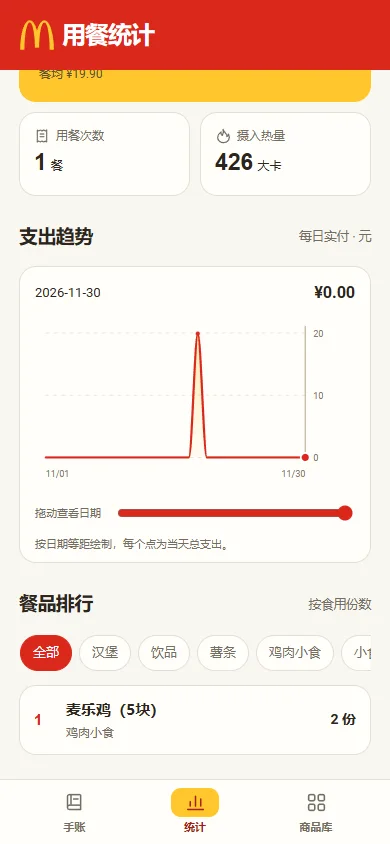 用餐统计
餐均 ¥19.90
用餐次数
1 餐
摄入热量
426 大卡
支出趋势
每日实付 · 元
2026-11-30
¥0.00
20
10
0
11/01
11/30
拖动查看日期
按日期等距绘制，每个点为当天总支出。
餐品排行
按食用份数
全部
汉堡
饮品
薯条
鸡肉小食
小食
1
麦乐鸡（5块）
2 份
鸡肉小食
手账
统计
商品库